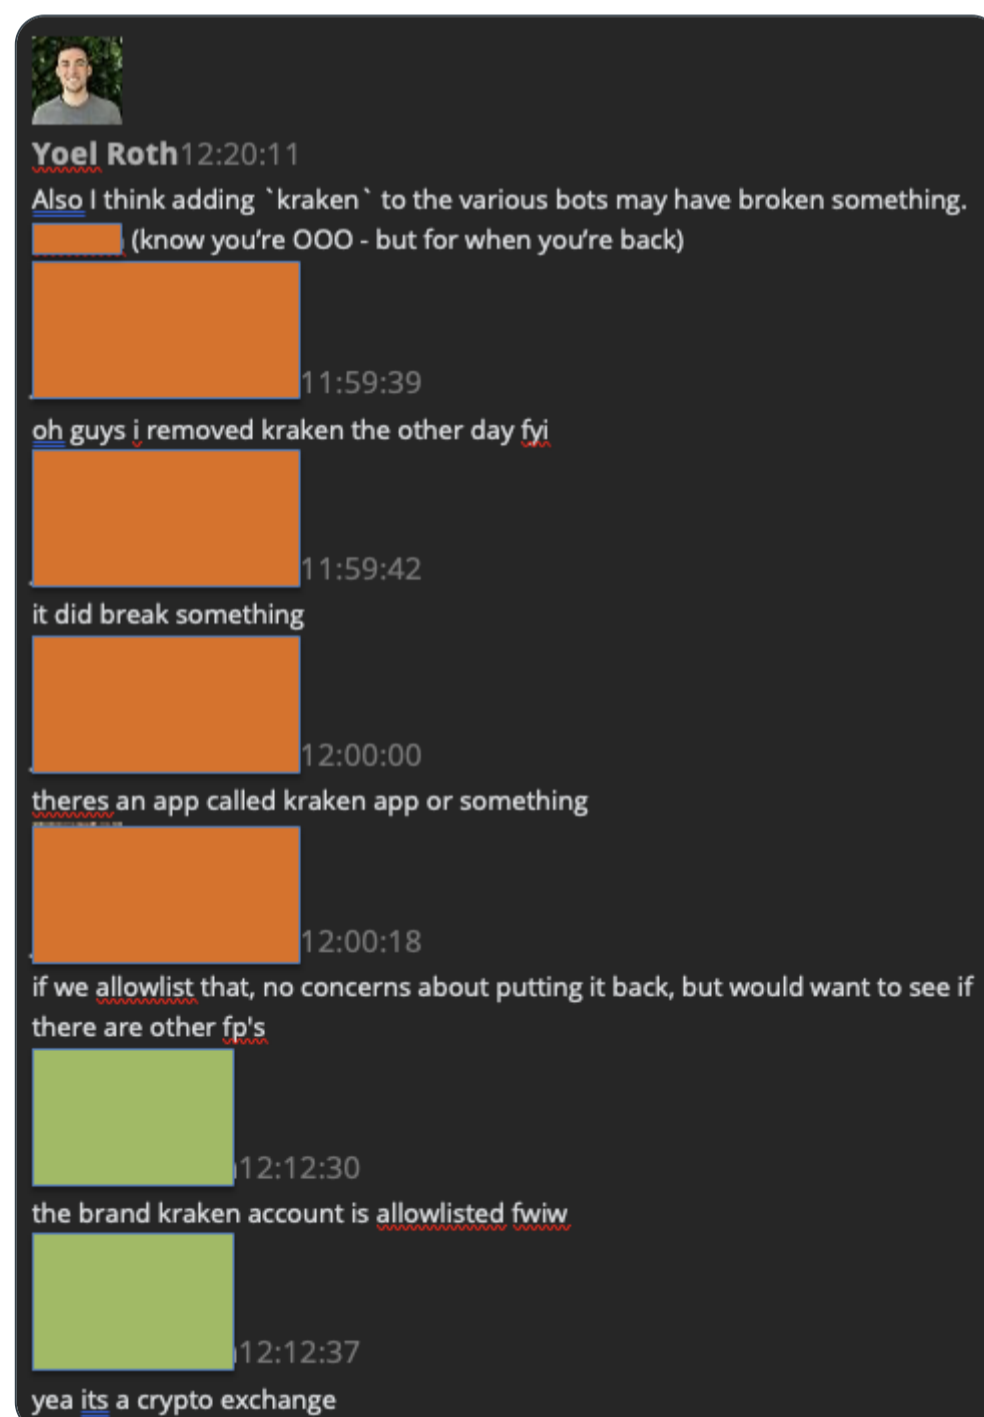 Yoel Roth12:20:11
Also I think adding `kraken` to the various bots may have broken something.
(know you're OOO - but for when you're back)
11:59:39
oh guys i removed kraken the other day fyi
11:59:42
it did break something
12:00:00
theres an app called kraken app or something
12:00:18
if we allowlist that, no concerns about putting it back, but would want to see if
there are other fp's
12:12:30
the brand kraken account is allowlisted fwiw
12:12:37
yea its a crypto exchange